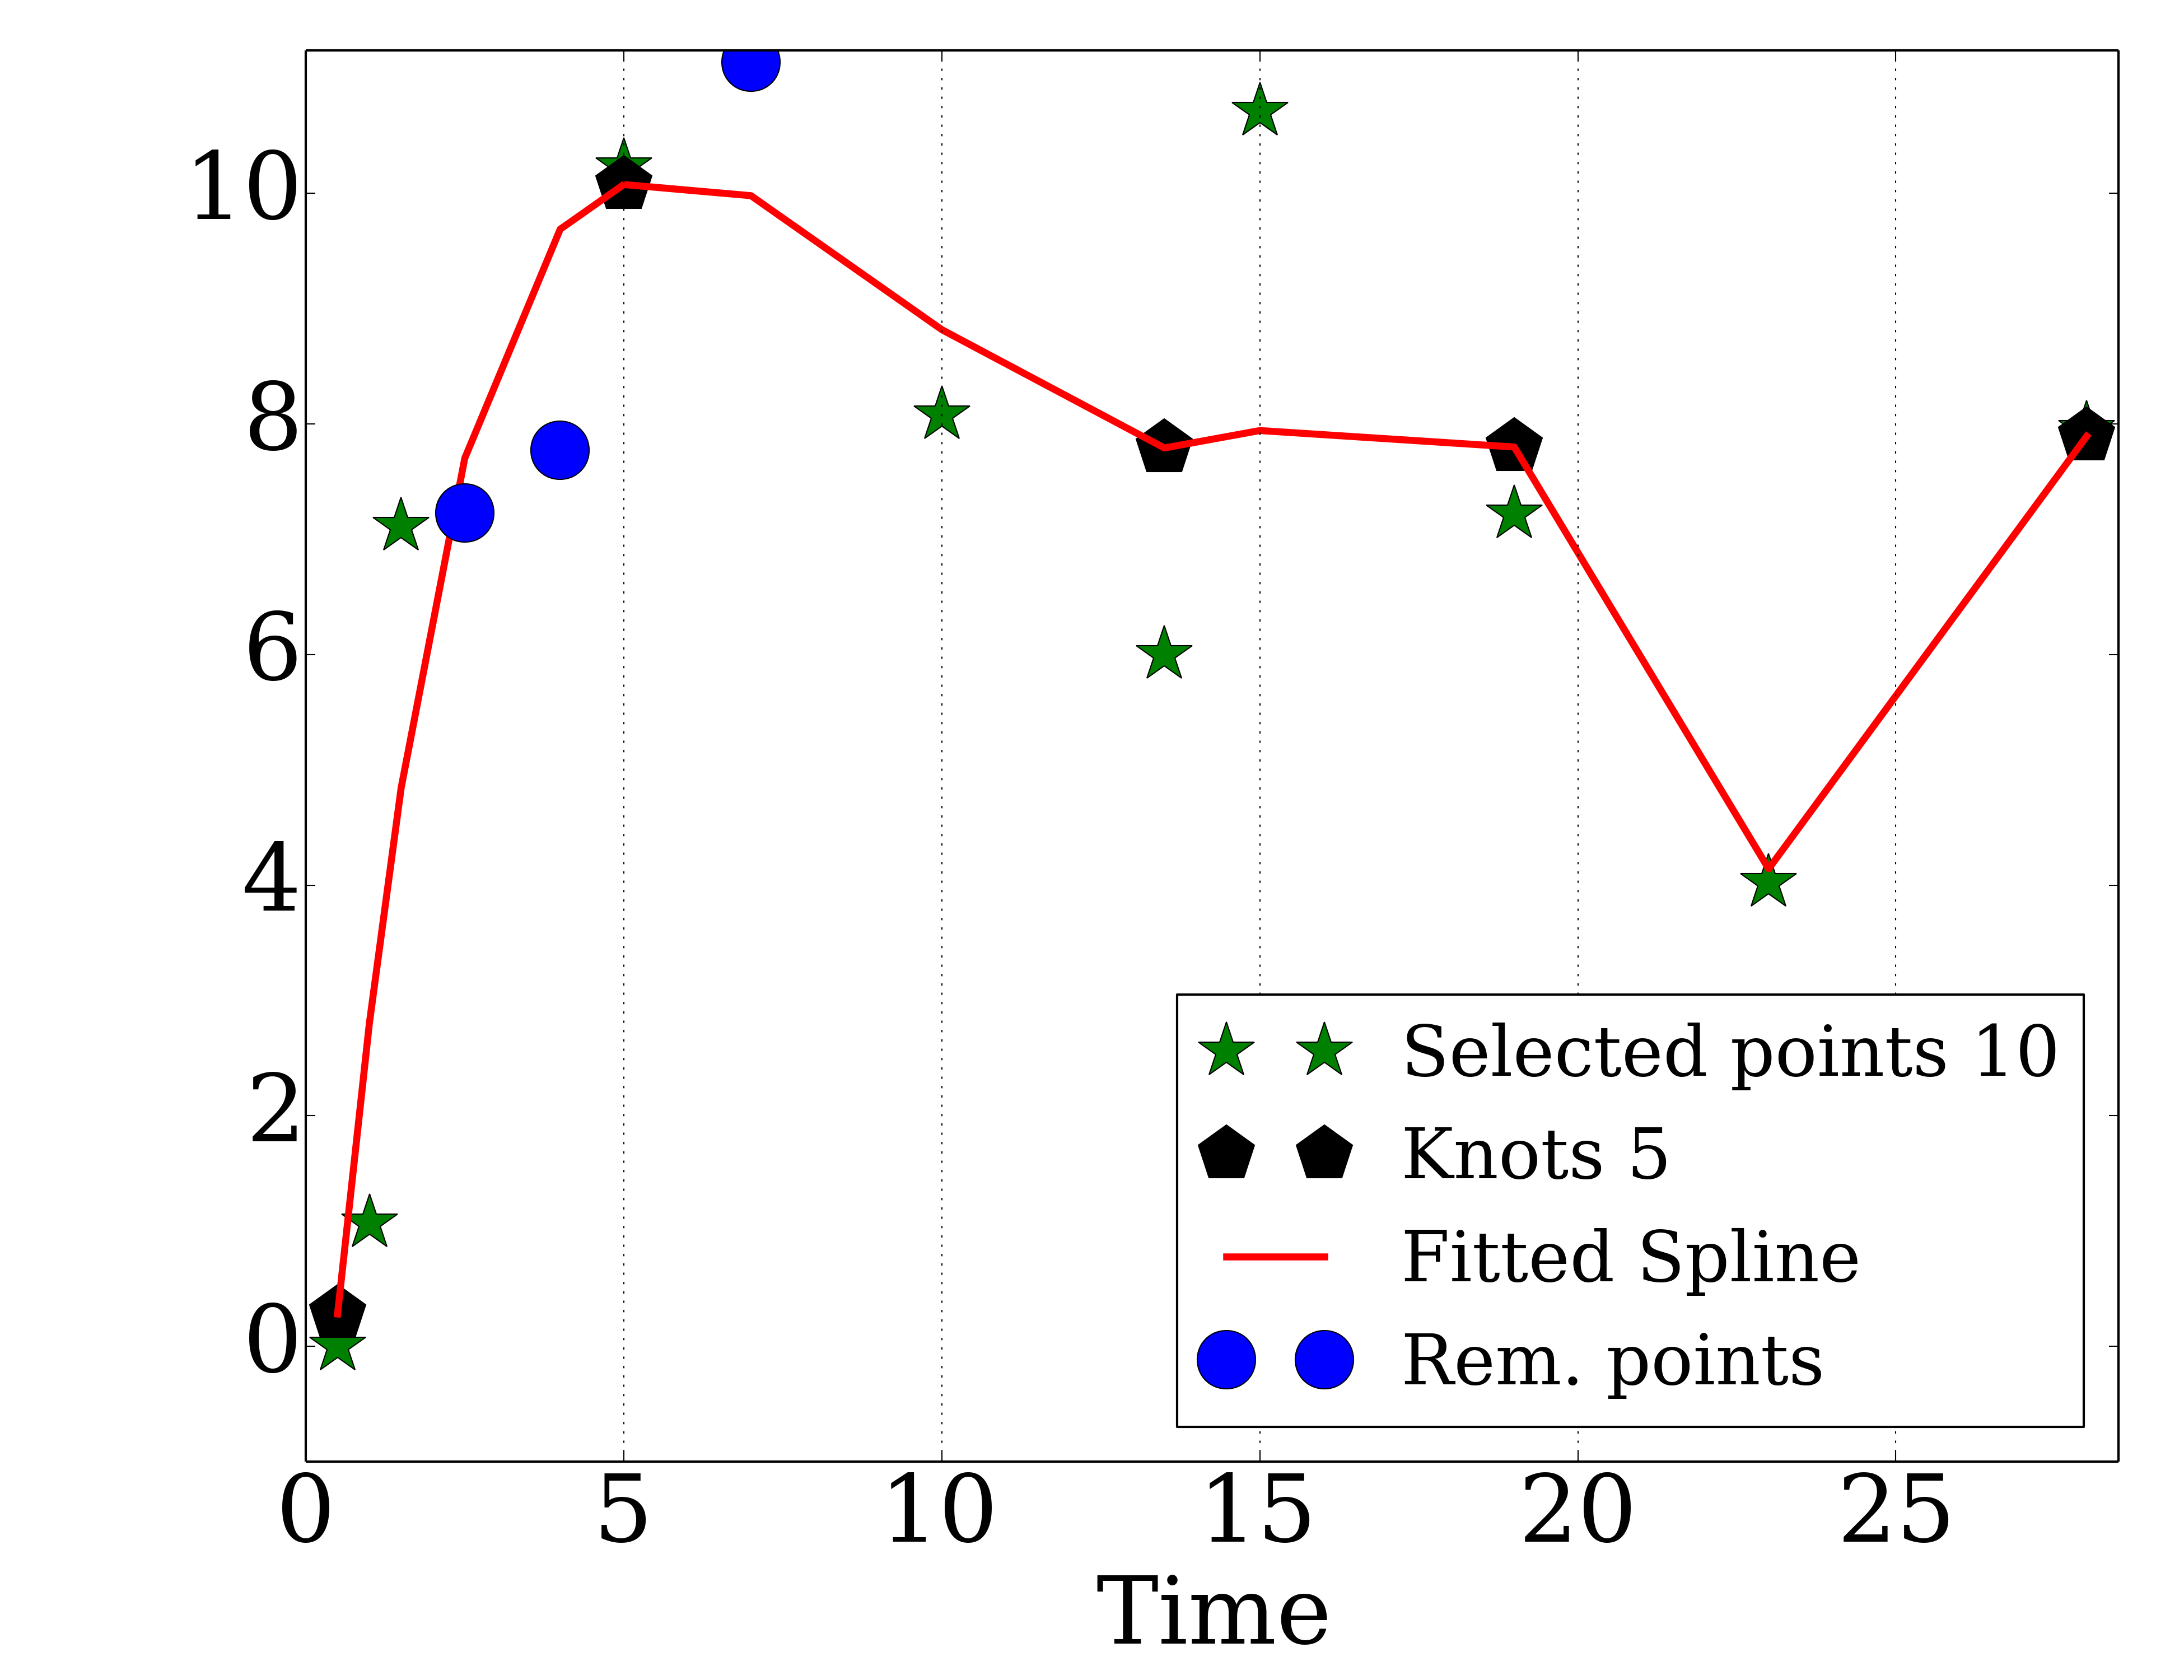 10
8
6
4
2
0
Selected points 10
Knots 5
Fitted Spline
Rem. points
0 5 10 15 20 25
Time